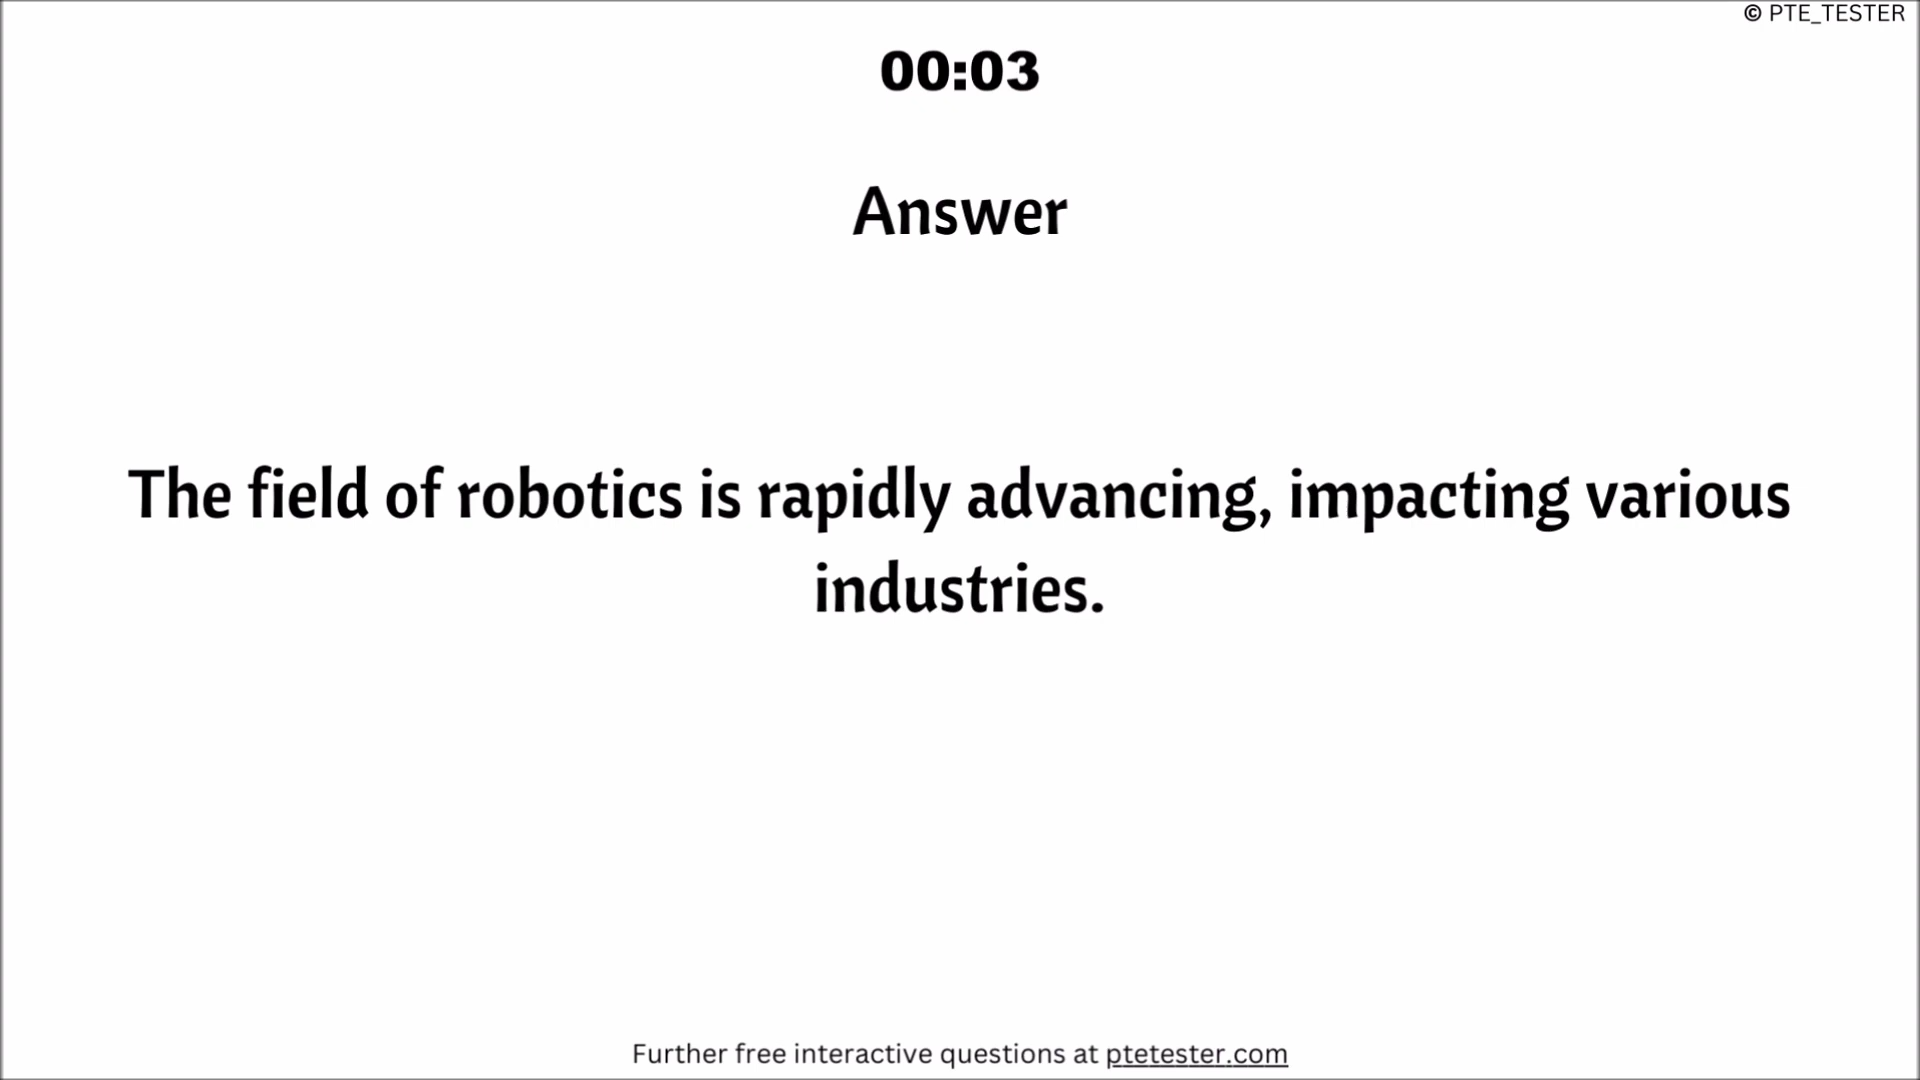 © PTE_TESTER
00:03
Answer
The field of robotics is rapidly advancing, impacting various
industries.
Further free interactive questions at ptetester.com